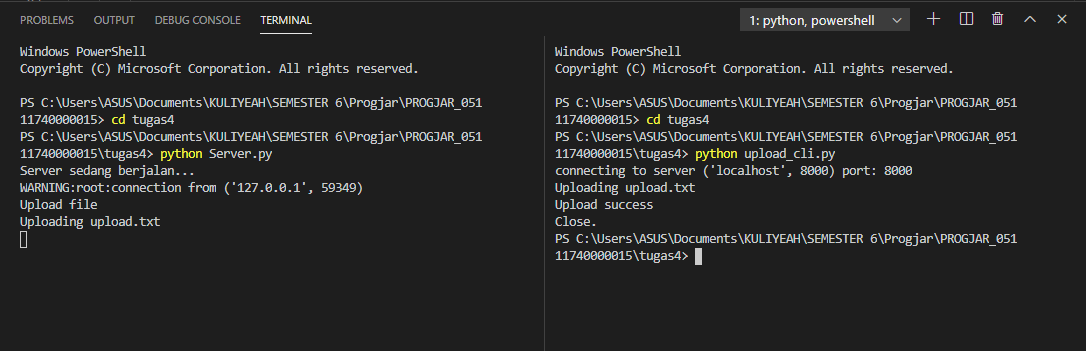 PROBLEMS OUTPUT DEBUG CONSOLE TERMINAL 1: python, powershell
Windows PowerShell
Copyright (C) Microsoft Corporation. All rights reserved.
PS C:\Users\ASUS\Documents\KULIYEAH\SEMESTER 6\Progjar\PROGJAR_051
11740000015> cd tugas4
PS C:\Users\ASUS\Documents\KULIYEAH\SEMESTER 6\Progjar\PROGJAR_051
11740000015\tugas4> python Server.py
Server sedang berjalan...
WARNING:root:connection from ('127.0.0.1', 59349)
Upload file
Uploading upload.txt
Windows PowerShell
Copyright (C) Microsoft Corporation. All rights reserved.
PS C:\Users\ASUS\Documents\KULIYEAH\SEMESTER 6\Progjar\PROGJAR_051
11740000015> cd tugas4
PS C:\Users\ASUS\Documents\KULIYEAH\SEMESTER 6\Progjar\PROGJAR_051
11740000015\tugas4> python upload_cli.py
connecting to server ('localhost', 8000) port: 8000
Uploading upload.txt
Upload success
Close.
PS C:\Users\ASUS\Documents\KULIYEAH\SEMESTER 6\Progjar\PROGJAR_051
11740000015\tugas4>